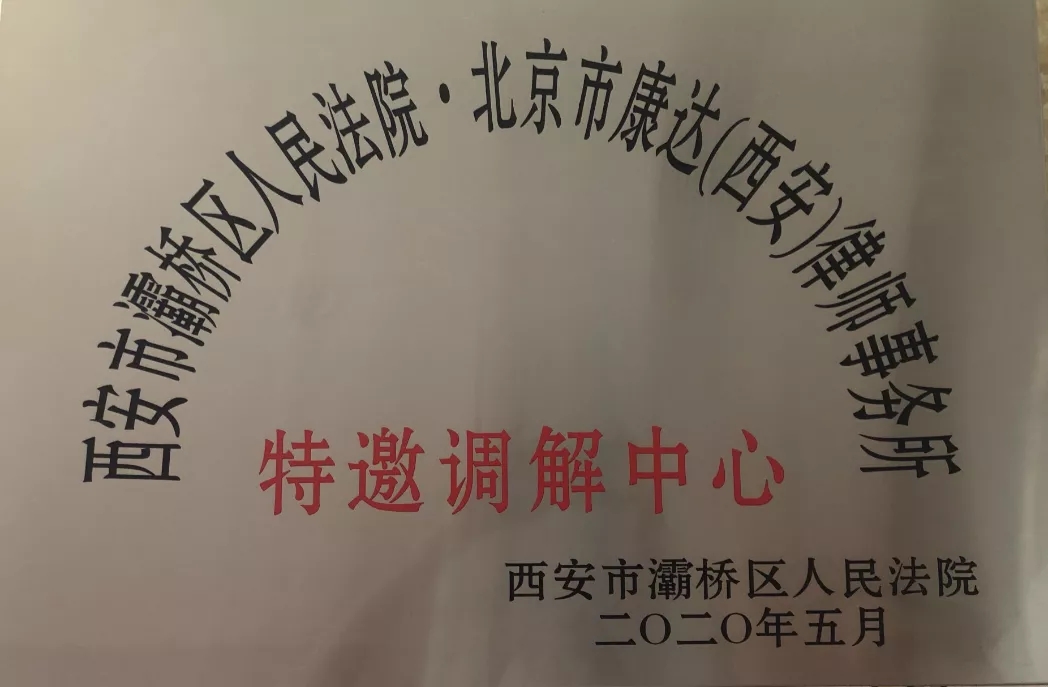 西安市灞桥区人民法院·北京市康达(西安)律师事务所
特邀调解中心
西安市灞桥区人民法院
二〇二〇年五月